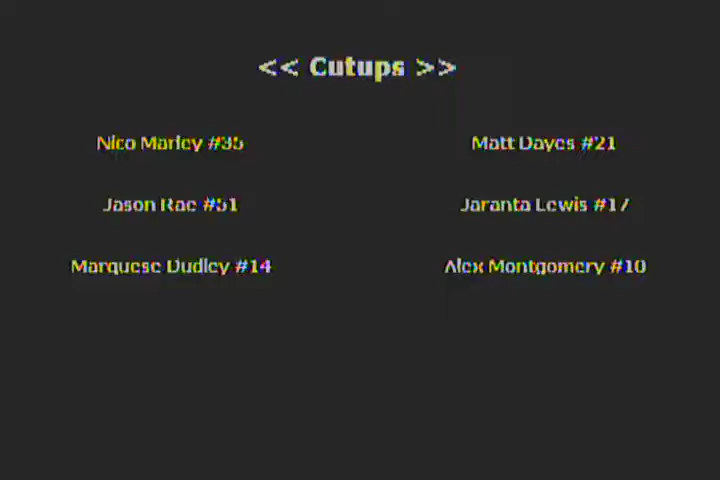 << Cutups >>
Nico Marley #35
Matt Dayes #21
Jason Rae #51
Jaranta Lewis #17
Marquese Dudley #14
Alex Montgomery #10